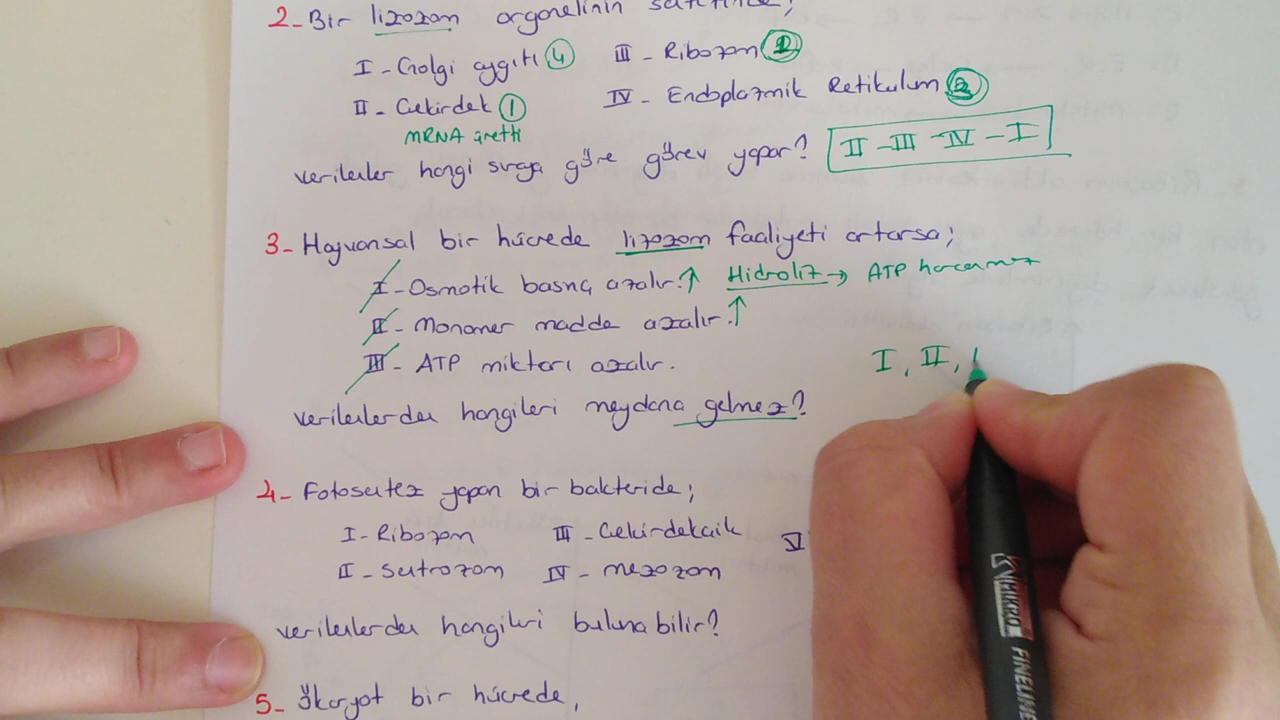 2- Bir lizozom organelinin
I - Golgi aygıtı 4 III - Ribozom 2
II - Çekirdek 1 IV - Endoplazmik Retikulum 3
mRNA üretti
verilenler hangi sıraya göre görev yapar? II - III - IV - I
3- Hayvansal bir hücrede lizozom faaliyeti artarsa;
I - Osmotik basınç azalır. ↑ Hidroliz → ATP harcanmaz
II - Monomer madde azalır. ↑
III - ATP miktarı azalır. I, II,
verilenlerden hangileri meydana gelmez?
4- Fotosentez yapan bir bakteride;
I - Ribozom III - Çekirdekcik V
II - Sentrozom IV - mezozom
verilenlerden hangileri bulunabilir?
5- Ökaryot bir hücrede,
MIKRO FINELINE